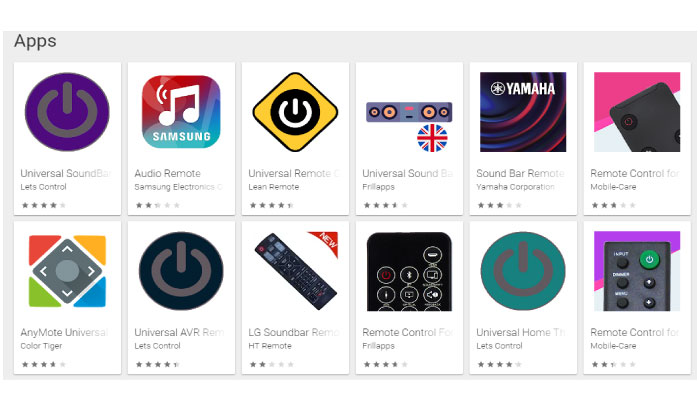 Apps
SAMSUNG
YAMAHA
Universal SoundBar
Lets Control
Audio Remote
Samsung Electronics C
Universal Remote C
Lean Remote
Universal Sound Ba
Frillapps
Sound Bar Remote
Yamaha Corporation
Remote Control for
Mobile-Care
NEW
INPUT
DIMMER
MENU
AnyMote Universal
Color Tiger
Universal AVR Rem
Lets Control
LG Soundbar Remo
HT Remote
Remote Control For
Frillapps
Universal Home Th
Lets Control
Remote Control for
Mobile-Care